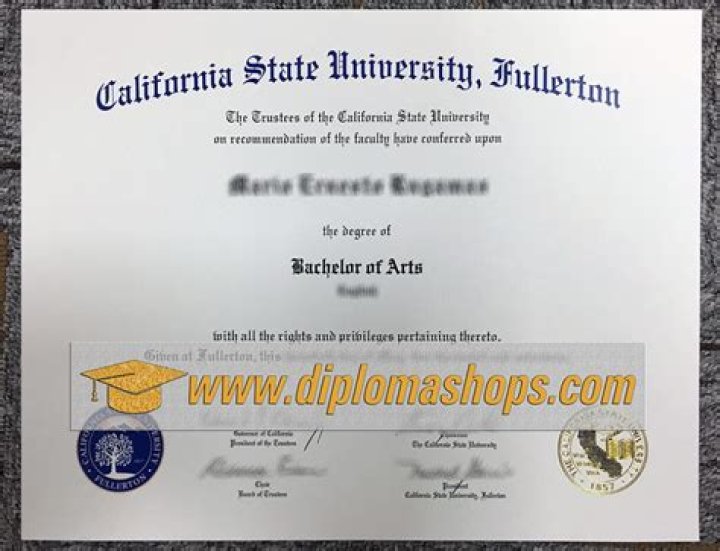 California State University, Fullerton
The Trustees of the California State University
on recommendation of the faculty have conferred upon
the degree of
Bachelor of Arts
with all the rights and privileges pertaining thereto.
Given at Fullerton, this
www.diplomashops.com
Governor of California
President of the Trustees
The California State University
Chair
Board of Trustees
President
California State University, Fullerton
FULLERTON
1857